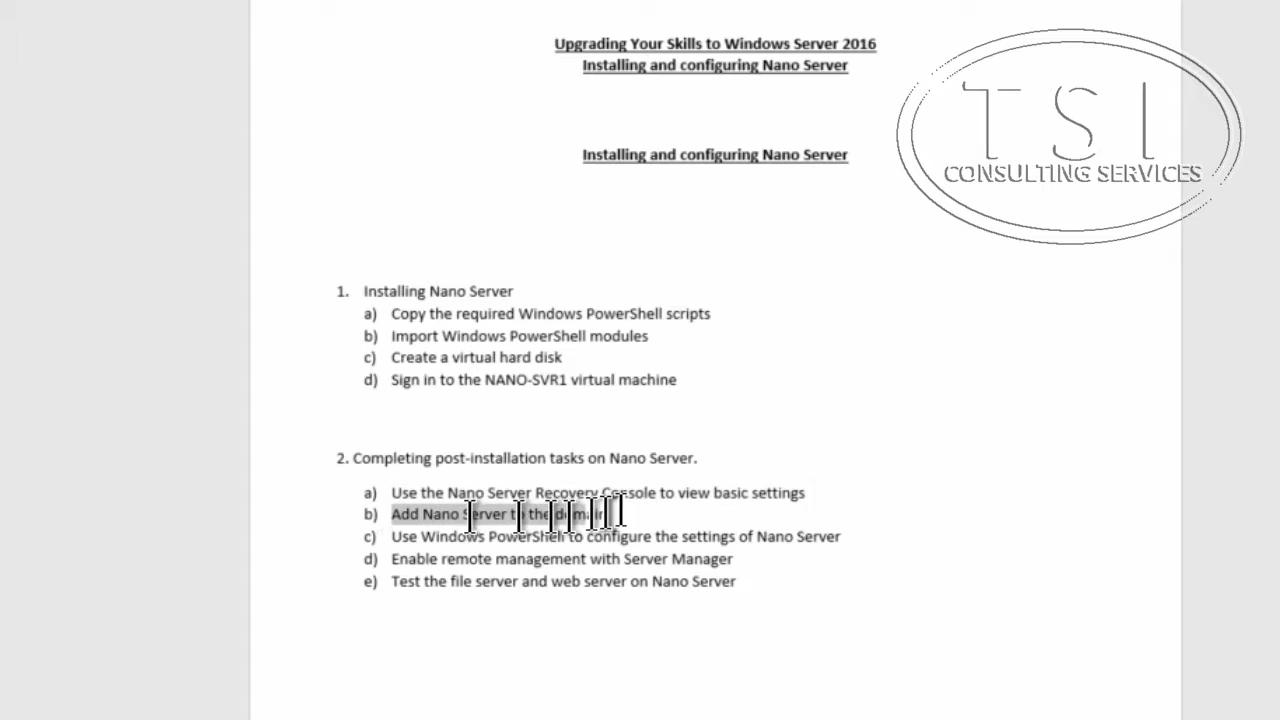 Upgrading Your Skills to Windows Server 2016
Installing and configuring Nano Server
T S I
CONSULTING SERVICES
Installing and configuring Nano Server
1. Installing Nano Server
a) Copy the required Windows PowerShell scripts
b) Import Windows PowerShell modules
c) Create a virtual hard disk
d) Sign in to the NANO-SVR1 virtual machine
2. Completing post-installation tasks on Nano Server.
a) Use the Nano Server Recovery Console to view basic settings
b) Add Nano Server to the domain
c) Use Windows PowerShell to configure the settings of Nano Server
d) Enable remote management with Server Manager
e) Test the file server and web server on Nano Server